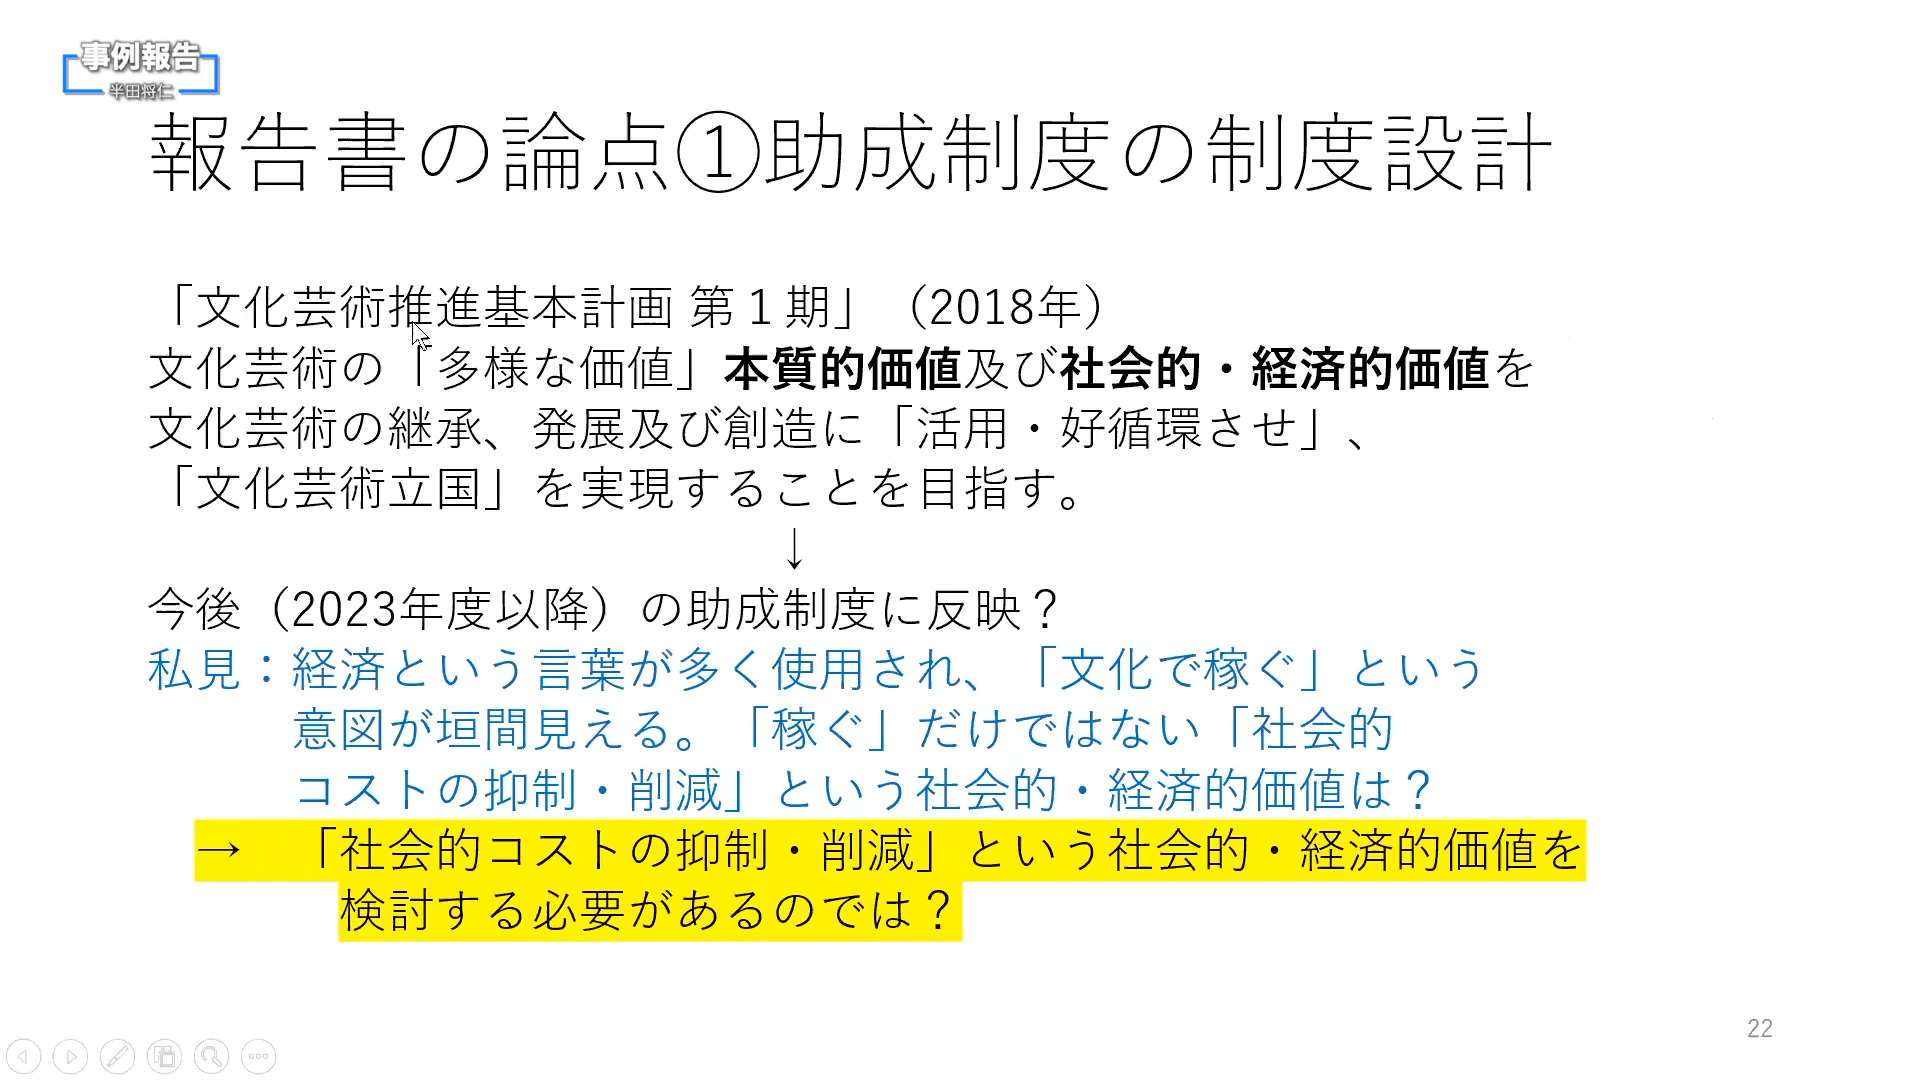 事例報告
半田将仁
報告書の論点①助成制度の制度設計
「文化芸術推進基本計画 第１期」（2018年）
文化芸術の「多様な価値」本質的価値及び社会的・経済的価値を
文化芸術の継承、発展及び創造に「活用・好循環させ」、
「文化芸術立国」を実現することを目指す。
↓
今後（2023年度以降）の助成制度に反映？
私見：経済という言葉が多く使用され、「文化で稼ぐ」という
意図が垣間見える。「稼ぐ」だけではない「社会的
コストの抑制・削減」という社会的・経済的価値は？
→　「社会的コストの抑制・削減」という社会的・経済的価値を
検討する必要があるのでは？
22